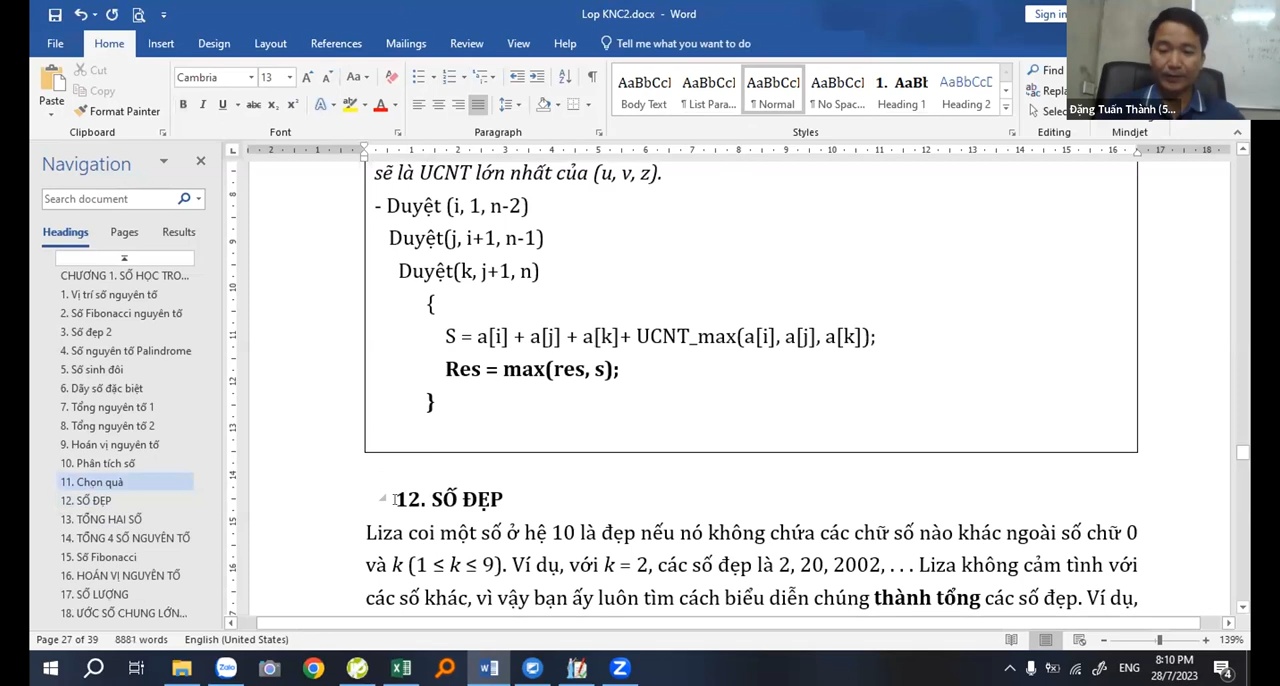 Lop KNC2.docx - Word
Sign in
File Home Insert Design Layout References Mailings Review View Help Tell me what you want to do
Paste
Cut
Copy
Format Painter
Clipboard
Cambria 13
Font
Paragraph
AaBbCcI AaBbCcI AaBbCcI AaBbCcI 1. AaBb AaBbCcD
Body Text ¶ List Para... ¶ Normal ¶ No Spac... Heading 1 Heading 2
Styles
Find
Repla
Selec
Editing
Mindjet
Đặng Tuấn Thành (5...
Navigation
Search document
Headings Pages Results
CHƯƠNG 1. SỐ HỌC TRO...
1. Vị trí số nguyên tố
2. Số Fibonacci nguyên tố
3. Số đẹp 2
4. Số nguyên tố Palindrome
5. Số sinh đôi
6. Dãy số đặc biệt
7. Tổng nguyên tố 1
8. Tổng nguyên tố 2
9. Hoán vị nguyên tố
10. Phân tích số
11. Chọn quà
12. SỐ ĐẸP
13. TỔNG HAI SỐ
14. TỔNG 4 SỐ NGUYÊN TỐ
15. Số Fibonacci
16. HOÁN VỊ NGUYÊN TỐ
17. SỐ LƯỢNG
18. ƯỚC SỐ CHUNG LỚN...
sẽ là UCNT lớn nhất của (u, v, z).
- Duyệt (i, 1, n-2)
Duyệt(j, i+1, n-1)
Duyệt(k, j+1, n)
{
S = a[i] + a[j] + a[k]+ UCNT_max(a[i], a[j], a[k]);
Res = max(res, s);
}
12. SỐ ĐẸP
Liza coi một số ở hệ 10 là đẹp nếu nó không chứa các chữ số nào khác ngoài số chữ 0
và k (1 ≤ k ≤ 9). Ví dụ, với k = 2, các số đẹp là 2, 20, 2002, . . . Liza không cảm tình với
các số khác, vì vậy bạn ấy luôn tìm cách biểu diễn chúng thành tổng các số đẹp. Ví dụ,
Page 27 of 39 8881 words English (United States)
139%
ENG
8:10 PM
28/7/2023